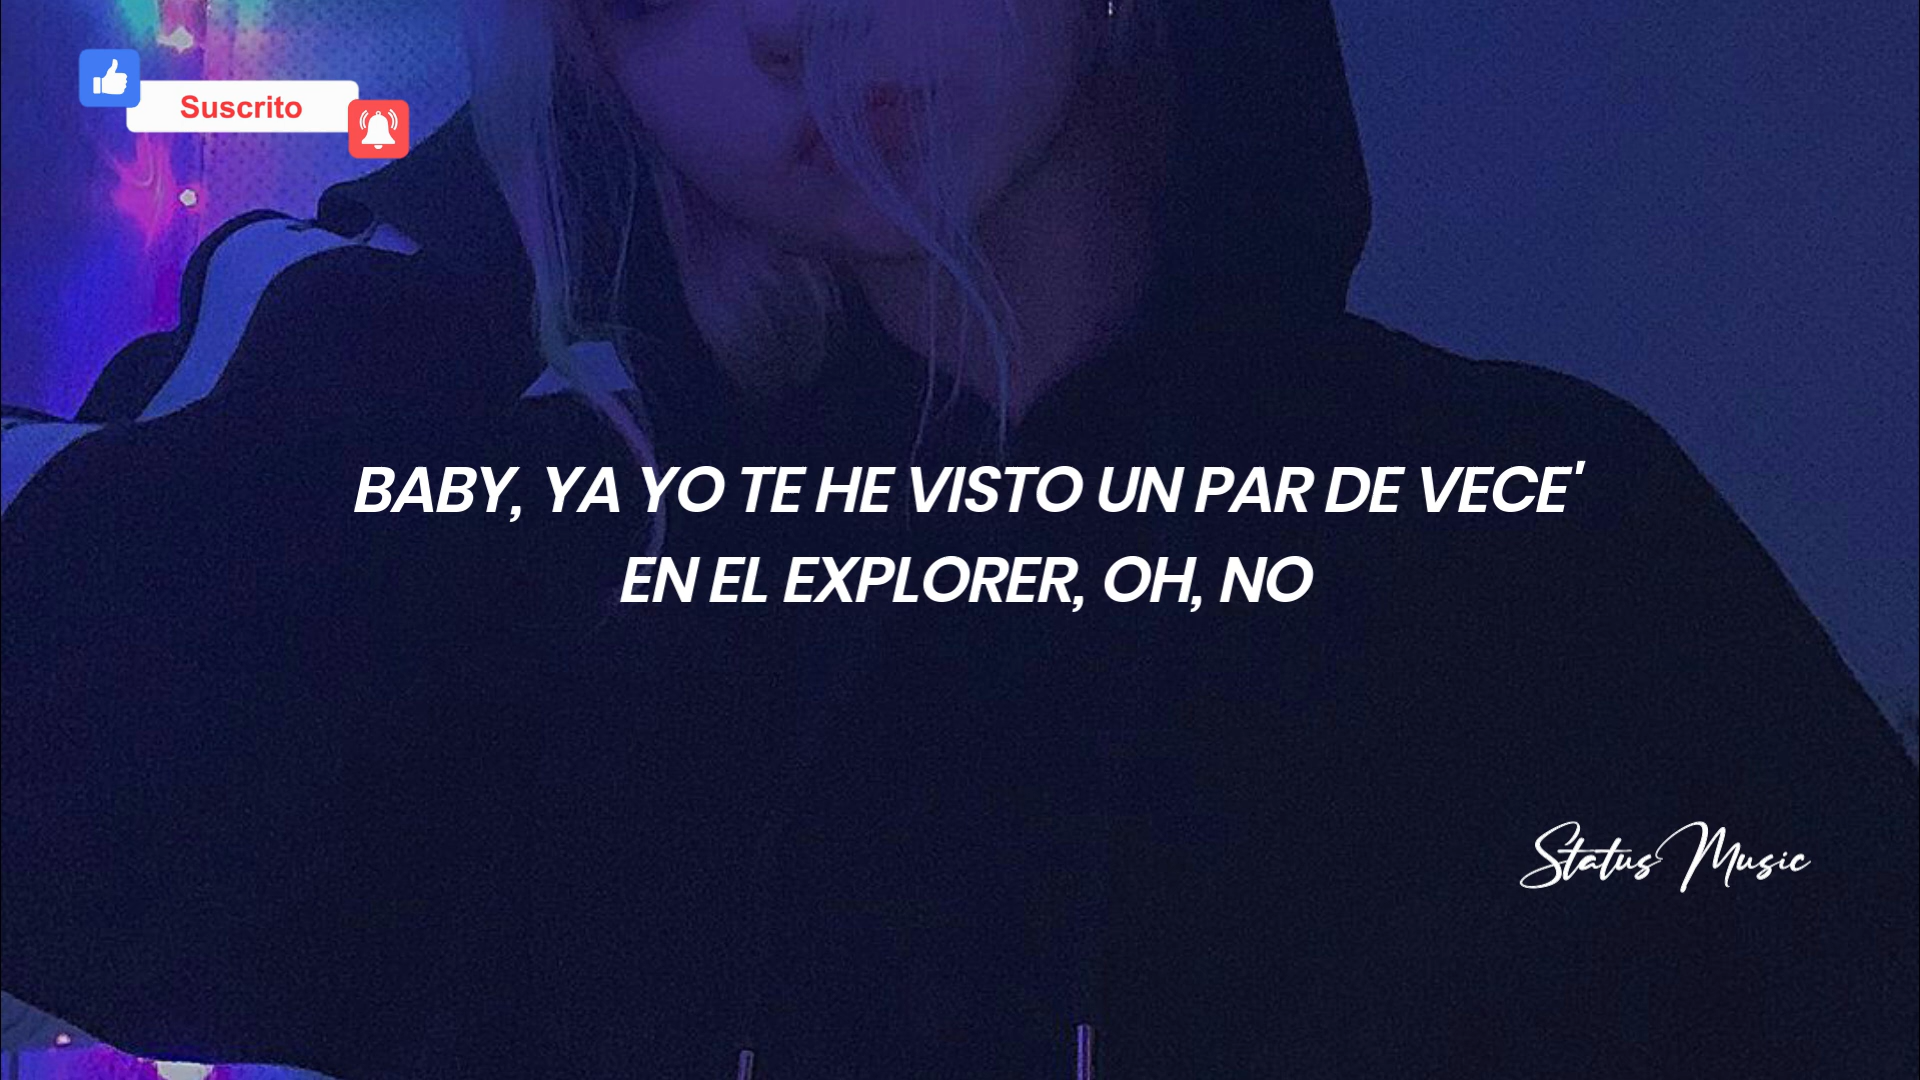 Suscrito
BABY, YA YO TE HE VISTO UN PAR DE VECE'
EN EL EXPLORER, OH, NO
Status Music